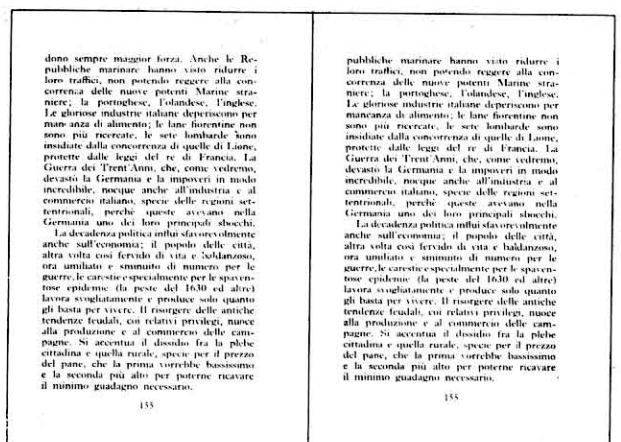 dono sempre maggior forza. Anche le Re-
pubbliche marinare hanno visto ridurre i
loro traffici, non potendo reggere alla con-
correnza delle nuove potenti Marine stra-
niere; la portoghese, l'olandese, l'inglese.
Le gloriose industrie italiane deperiscono per
man anza di alimento; le lane fiorentine non
sono più ricercate, le sete lombarde sono
insidiate dalla concorrenza di quelle di Lione,
protette dalle leggi del re di Francia. La
Guerra dei Trent'Anni, che, come vedremo,
devastò la Germania e la impoverì in modo
incredibile, nocque anche all'industria e al
commercio italiano, specie delle regioni set-
tentrionali, perchè queste avevano nella
Germania uno dei loro principali sbocchi.
La decadenza politica influì sfavorevolmente
anche sull'economia; il popolo delle città,
altra volta così fervido di vita e baldanzoso,
ora umiliato e sminuito di numero per le
guerre, le carestie e specialmente per le spaven-
tose epidemie (la peste del 1630 ed altre)
lavora svogliatamente e produce solo quanto
gli basta per vivere. Il risorgere delle antiche
tendenze feudali, coi relativi privilegi, nuoce
alla produzione e al commercio delle cam-
pagne. Si accentua il dissidio fra la plebe
cittadina e quella rurale, specie per il prezzo
del pane, che la prima vorrebbe bassissimo
e la seconda più alto per poterne ricavare
il minimo guadagno necessario.
155
pubbliche marinare hanno visto ridurre i
loro traffici, non potendo reggere alla con-
correnza delle nuove potenti Marine stra-
niere; la portoghese, l'olandese, l'inglese.
Le gloriose industrie italiane deperiscono per
mancanza di alimento; le lane fiorentine non
sono più ricercate, le sete lombarde sono
insidiate dalla concorrenza di quelle di Lione,
protette dalle leggi del re di Francia. La
Guerra dei Trent'Anni, che, come vedremo,
devastò la Germania e la impoverì in modo
incredibile, nocque anche all'industria e al
commercio italiano, specie delle regioni set-
tentrionali, perchè queste avevano nella
Germania uno dei loro principali sbocchi.
La decadenza politica influì sfavorevolmente
anche sull'economia; il popolo delle città,
altra volta così fervido di vita e baldanzoso,
ora umiliato e sminuito di numero per le
guerre, le carestie e specialmente per le spaven-
tose epidemie (la peste del 1630 ed altre)
lavora svogliatamente e produce solo quanto
gli basta per vivere. Il risorgere delle antiche
tendenze feudali, coi relativi privilegi, nuoce
alla produzione e al commercio delle cam-
pagne. Si accentua il dissidio fra la plebe
cittadina e quella rurale, specie per il prezzo
del pane, che la prima vorrebbe bassissimo
e la seconda più alto per poterne ricavare
il minimo guadagno necessario.
155